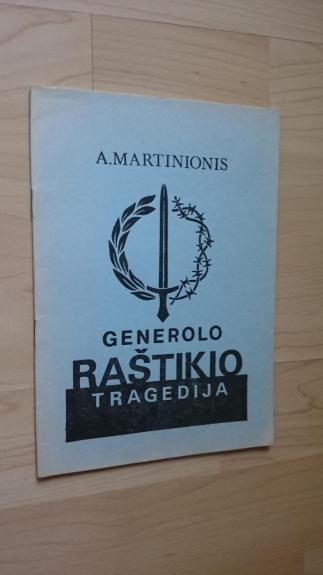 A.MARTINIONIS
GENEROLO
RAŠTIKIO
TRAGEDIJA